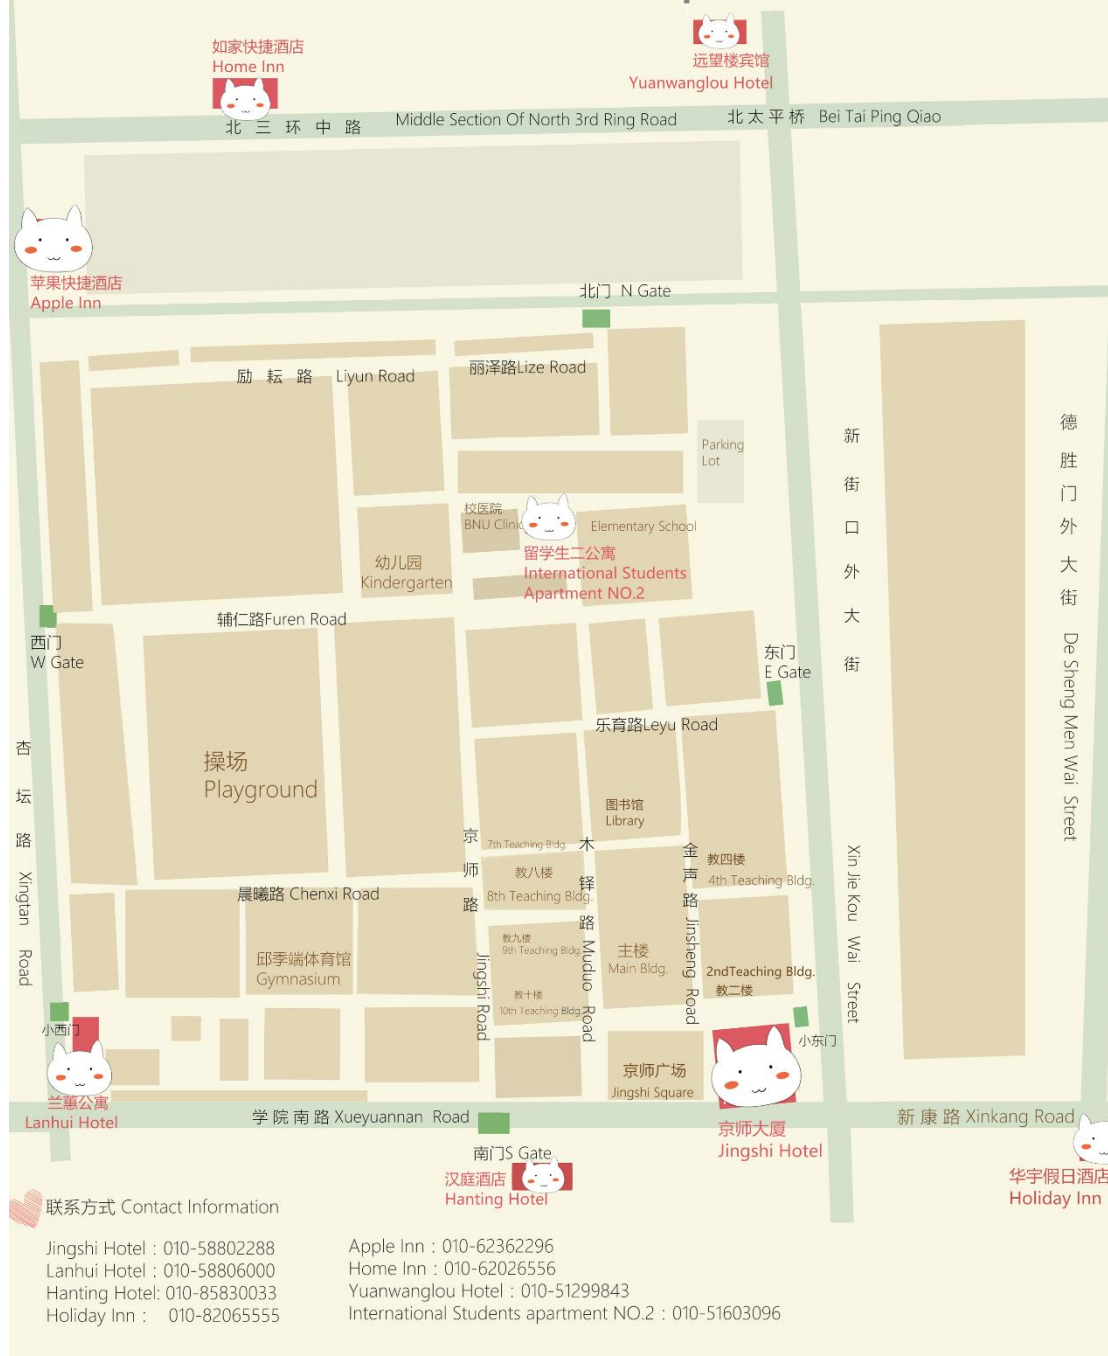 如家快捷酒店
Home Inn
远望楼宾馆
Yuanwanglou Hotel
北三环中路 Middle Section Of North 3rd Ring Road 北太平桥 Bei Tai Ping Qiao
苹果快捷酒店
Apple Inn
北门 N Gate
励耘路 Liyun Road
丽泽路Lize Road
Parking
Lot
新街口外大街 Xin Jie Kou Wai Street
德胜门外大街 De Sheng Men Wai Street
校医院
BNU Clinic
Elementary School
留学生二公寓
International Students
Apartment NO.2
幼儿园
Kindergarten
辅仁路Furen Road
西门
W Gate
东门
E Gate
乐育路Leyu Road
杏坛路 Xingtan Road
操场
Playground
图书馆
Library
京师路 Jingshi Road
7th Teaching Bldg.
木铎路 Muduo Road
金声路 Jinsheng Road
教四楼
4th Teaching Bldg.
教八楼
8th Teaching Bldg.
晨曦路 Chenxi Road
教九楼
9th Teaching Bldg.
主楼
Main Bldg.
邱季端体育馆
Gymnasium
2ndTeaching Bldg.
教二楼
教十楼
10th Teaching Bldg.
小西门
小东门
京师广场
Jingshi Square
兰蕙公寓
Lanhui Hotel
学院南路 Xueyuannan Road
新康路 Xinkang Road
京师大厦
Jingshi Hotel
南门S Gate
汉庭酒店
Hanting Hotel
华宇假日酒店
Holiday Inn
联系方式 Contact Information
Jingshi Hotel : 010-58802288
Lanhui Hotel : 010-58806000
Hanting Hotel: 010-85830033
Holiday Inn : 010-82065555
Apple Inn : 010-62362296
Home Inn : 010-62026556
Yuanwanglou Hotel : 010-51299843
International Students apartment NO.2 : 010-51603096